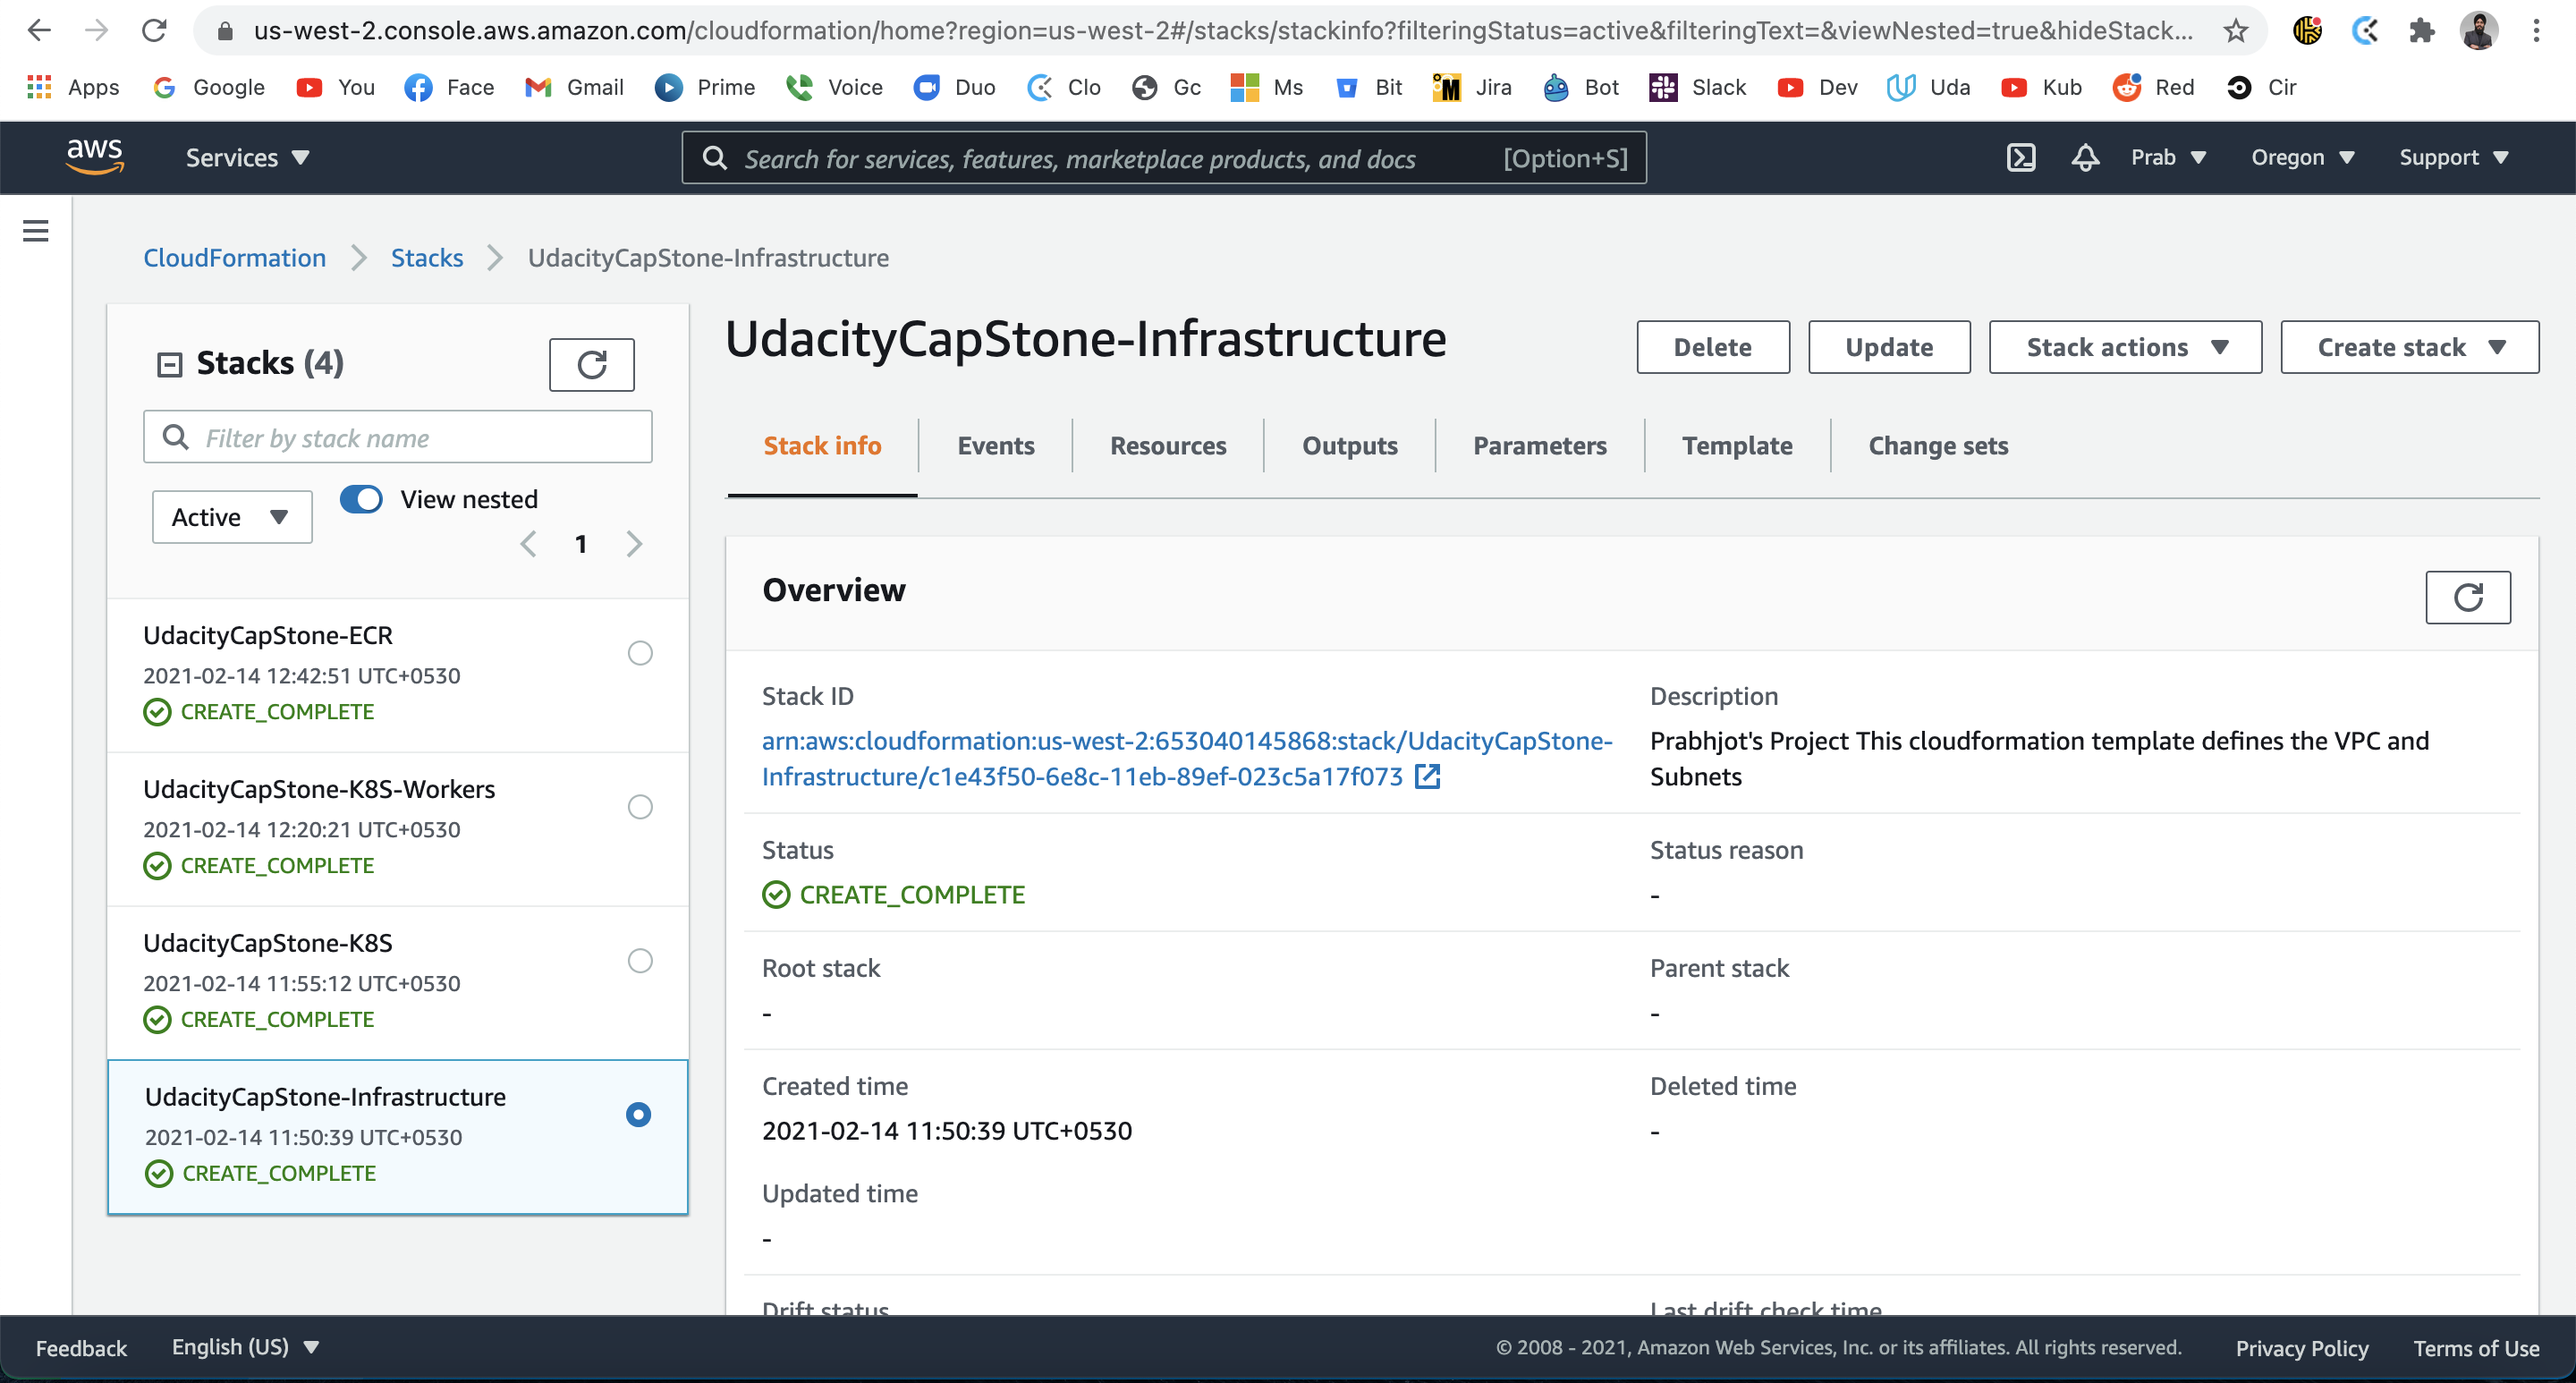 us-west-2.console.aws.amazon.com/cloudformation/home?region=us-west-2#/stacks/stackinfo?filteringStatus=active&filteringText=&viewNested=true&hideStack...
Apps Google You Face Gmail Prime Voice Duo Clo Gc Ms Bit Jira Bot Slack Dev Uda Kub Red Cir
aws Services Search for services, features, marketplace products, and docs [Option+S] Prab Oregon Support
CloudFormation Stacks UdacityCapStone-Infrastructure
Stacks (4)
Filter by stack name
Active View nested
1
UdacityCapStone-ECR
2021-02-14 12:42:51 UTC+0530
CREATE_COMPLETE
UdacityCapStone-K8S-Workers
2021-02-14 12:20:21 UTC+0530
CREATE_COMPLETE
UdacityCapStone-K8S
2021-02-14 11:55:12 UTC+0530
CREATE_COMPLETE
UdacityCapStone-Infrastructure
2021-02-14 11:50:39 UTC+0530
CREATE_COMPLETE
UdacityCapStone-Infrastructure
Delete Update Stack actions Create stack
Stack info Events Resources Outputs Parameters Template Change sets
Overview
Stack ID
arn:aws:cloudformation:us-west-2:653040145868:stack/UdacityCapStone-
Infrastructure/c1e43f50-6e8c-11eb-89ef-023c5a17f073
Description
Prabhjot's Project This cloudformation template defines the VPC and
Subnets
Status
CREATE_COMPLETE
Status reason
-
Root stack
-
Parent stack
-
Created time
2021-02-14 11:50:39 UTC+0530
Deleted time
-
Updated time
-
Drift status
Last drift check time
Feedback English (US) © 2008 - 2021, Amazon Web Services, Inc. or its affiliates. All rights reserved. Privacy Policy Terms of Use